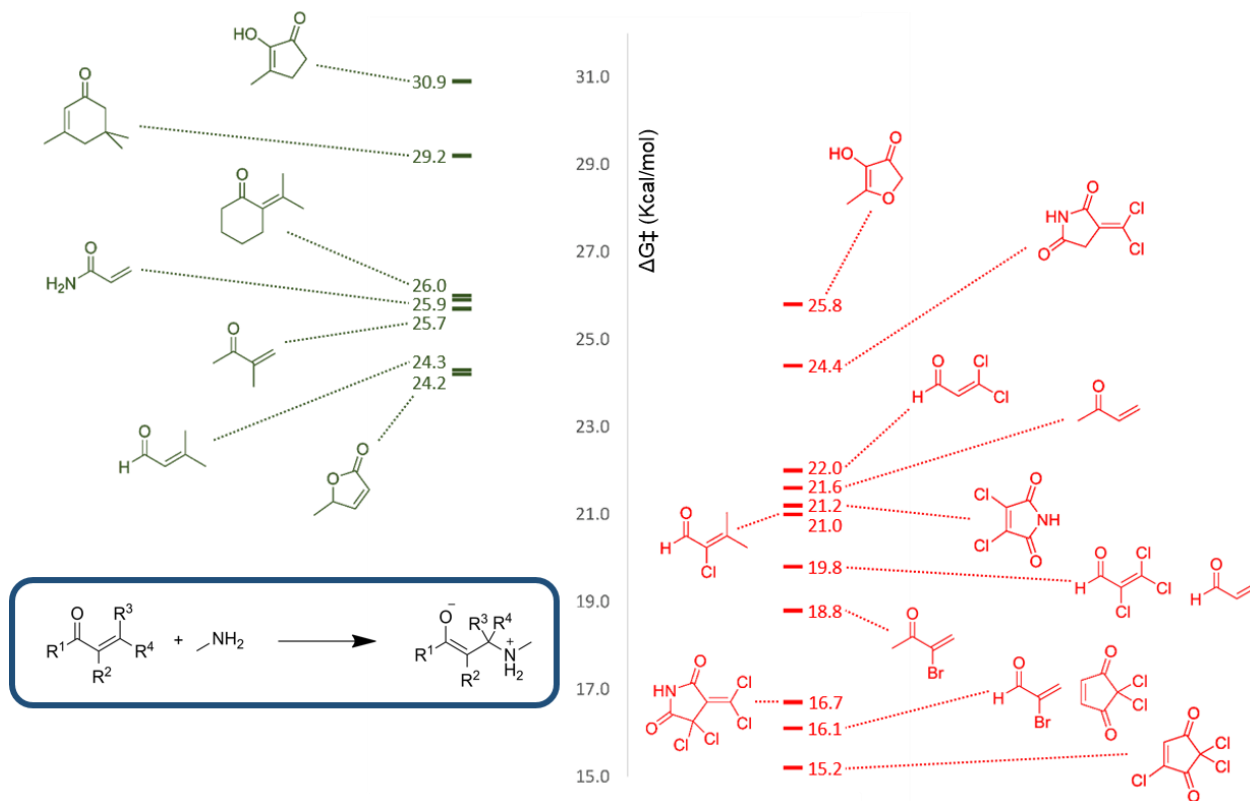 HO
O
30.9
O
29.2
O
26.0
O
H₂N
25.9
O
25.7
O
H
24.3
24.2
O
O
31.0
29.0
27.0
25.0
23.0
21.0
19.0
17.0
15.0
ΔG‡ (Kcal/mol)
HO
O
O
25.8
O
HN
O
Cl
Cl
24.4
O
H
Cl
Cl
22.0
O
21.6
21.2
Cl
Cl
O
NH
O
21.0
O
H
Cl
19.8
O
H
Cl
Cl
Cl
O
H
18.8
O
Br
O
HN
O
Cl
Cl
Cl
Cl
16.7
16.1
O
H
Br
O
Cl
Cl
O
15.2
O
Cl
Cl
Cl
O
O R³
R¹ R⁴
R²
+
NH₂
O⁻ R³ R⁴
R¹ N⁺
R² H₂